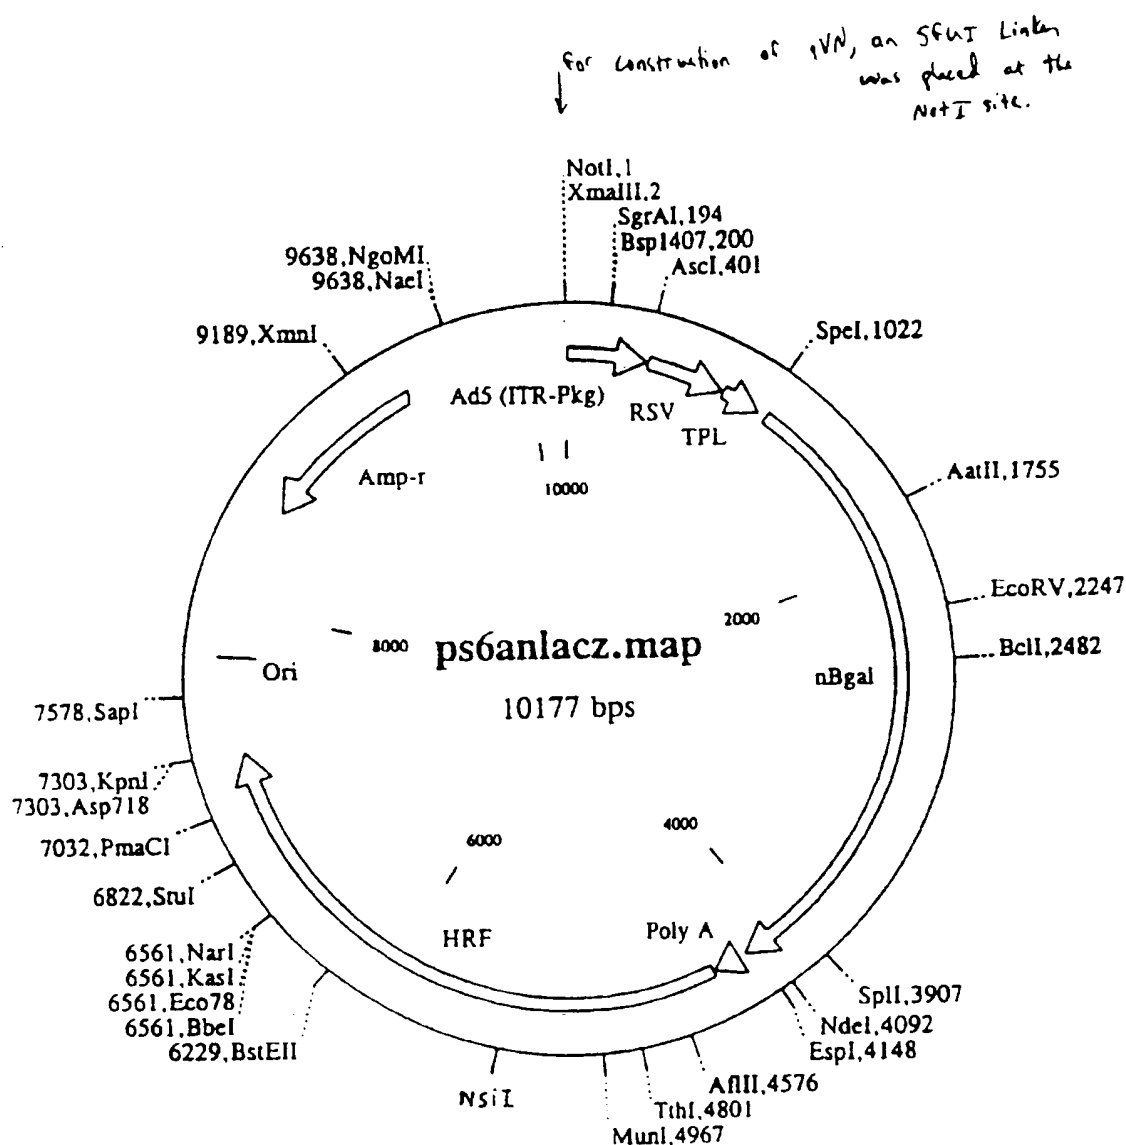 for construction of pVN, an SfuI Linker
was placed at the
NotI site.
NotI,1
XmaIII,2
SgrAI,194
Bsp1407,200
AscI,401
9638,NgoMI
9638,NaeI
9189,XmnI
SpeI,1022
Ad5 (ITR-Pkg)
RSV
TPL
Amp-r
10000
AatII,1755
EcoRV,2247
2000
8000
ps6anlacz.map
BclI,2482
Ori
nBgal
10177 bps
7578,SapI
7303,KpnI
7303,Asp718
7032,PmaCI
4000
6000
6822,StuI
HRF
Poly A
6561,NarI
6561,KasI
6561,Eco78
6561,BbeI
6229,BstEII
SplI,3907
NdeI,4092
EspI,4148
NsiI
AflII,4576
TthI,4801
MunI,4967